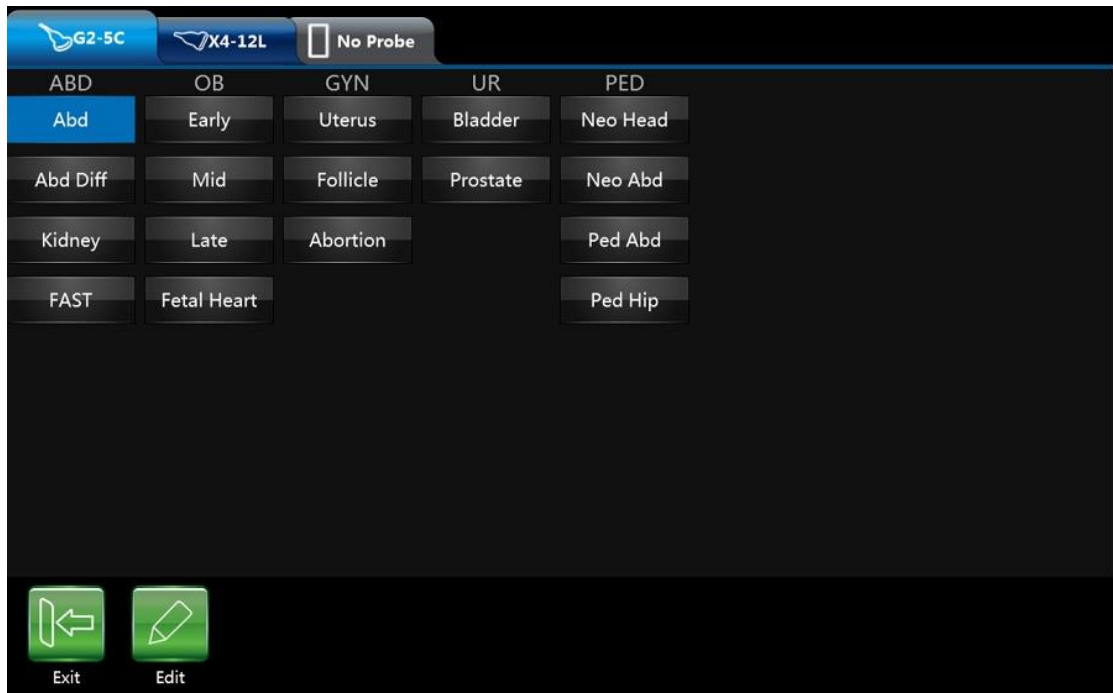 G2-5C X4-12L No Probe
ABD OB GYN UR PED
Abd Early Uterus Bladder Neo Head
Abd Diff Mid Follicle Prostate Neo Abd
Kidney Late Abortion Ped Abd
FAST Fetal Heart Ped Hip
Exit Edit